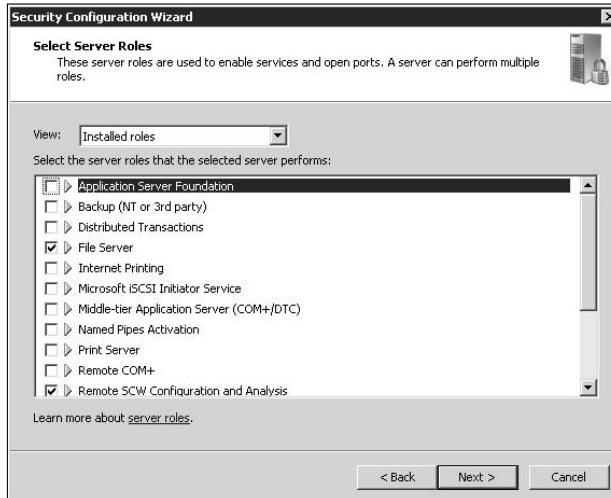 Security Configuration Wizard
Select Server Roles
These server roles are used to enable services and open ports. A server can perform multiple
roles.
View: Installed roles
Select the server roles that the selected server performs:
Application Server Foundation
Backup (NT or 3rd party)
Distributed Transactions
File Server
Internet Printing
Microsoft iSCSI Initiator Service
Middle-tier Application Server (COM+/DTC)
Named Pipes Activation
Print Server
Remote COM+
Remote SCW Configuration and Analysis
Learn more about server roles.
< Back Next > Cancel